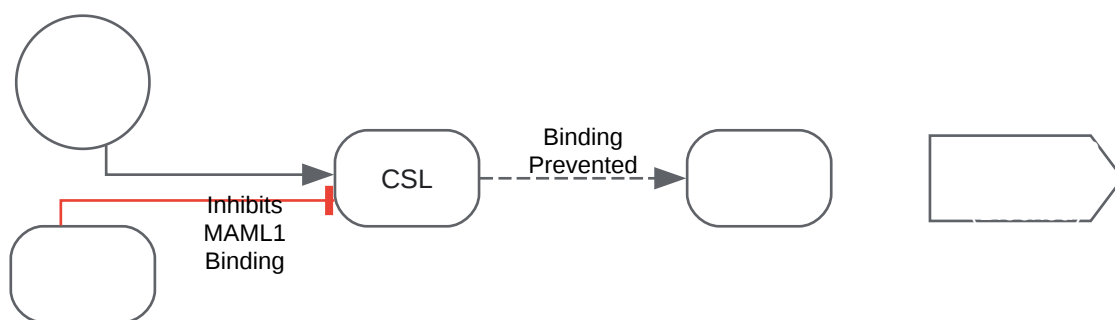 Binding
Prevented
CSL
Inhibits
MAML1
Binding